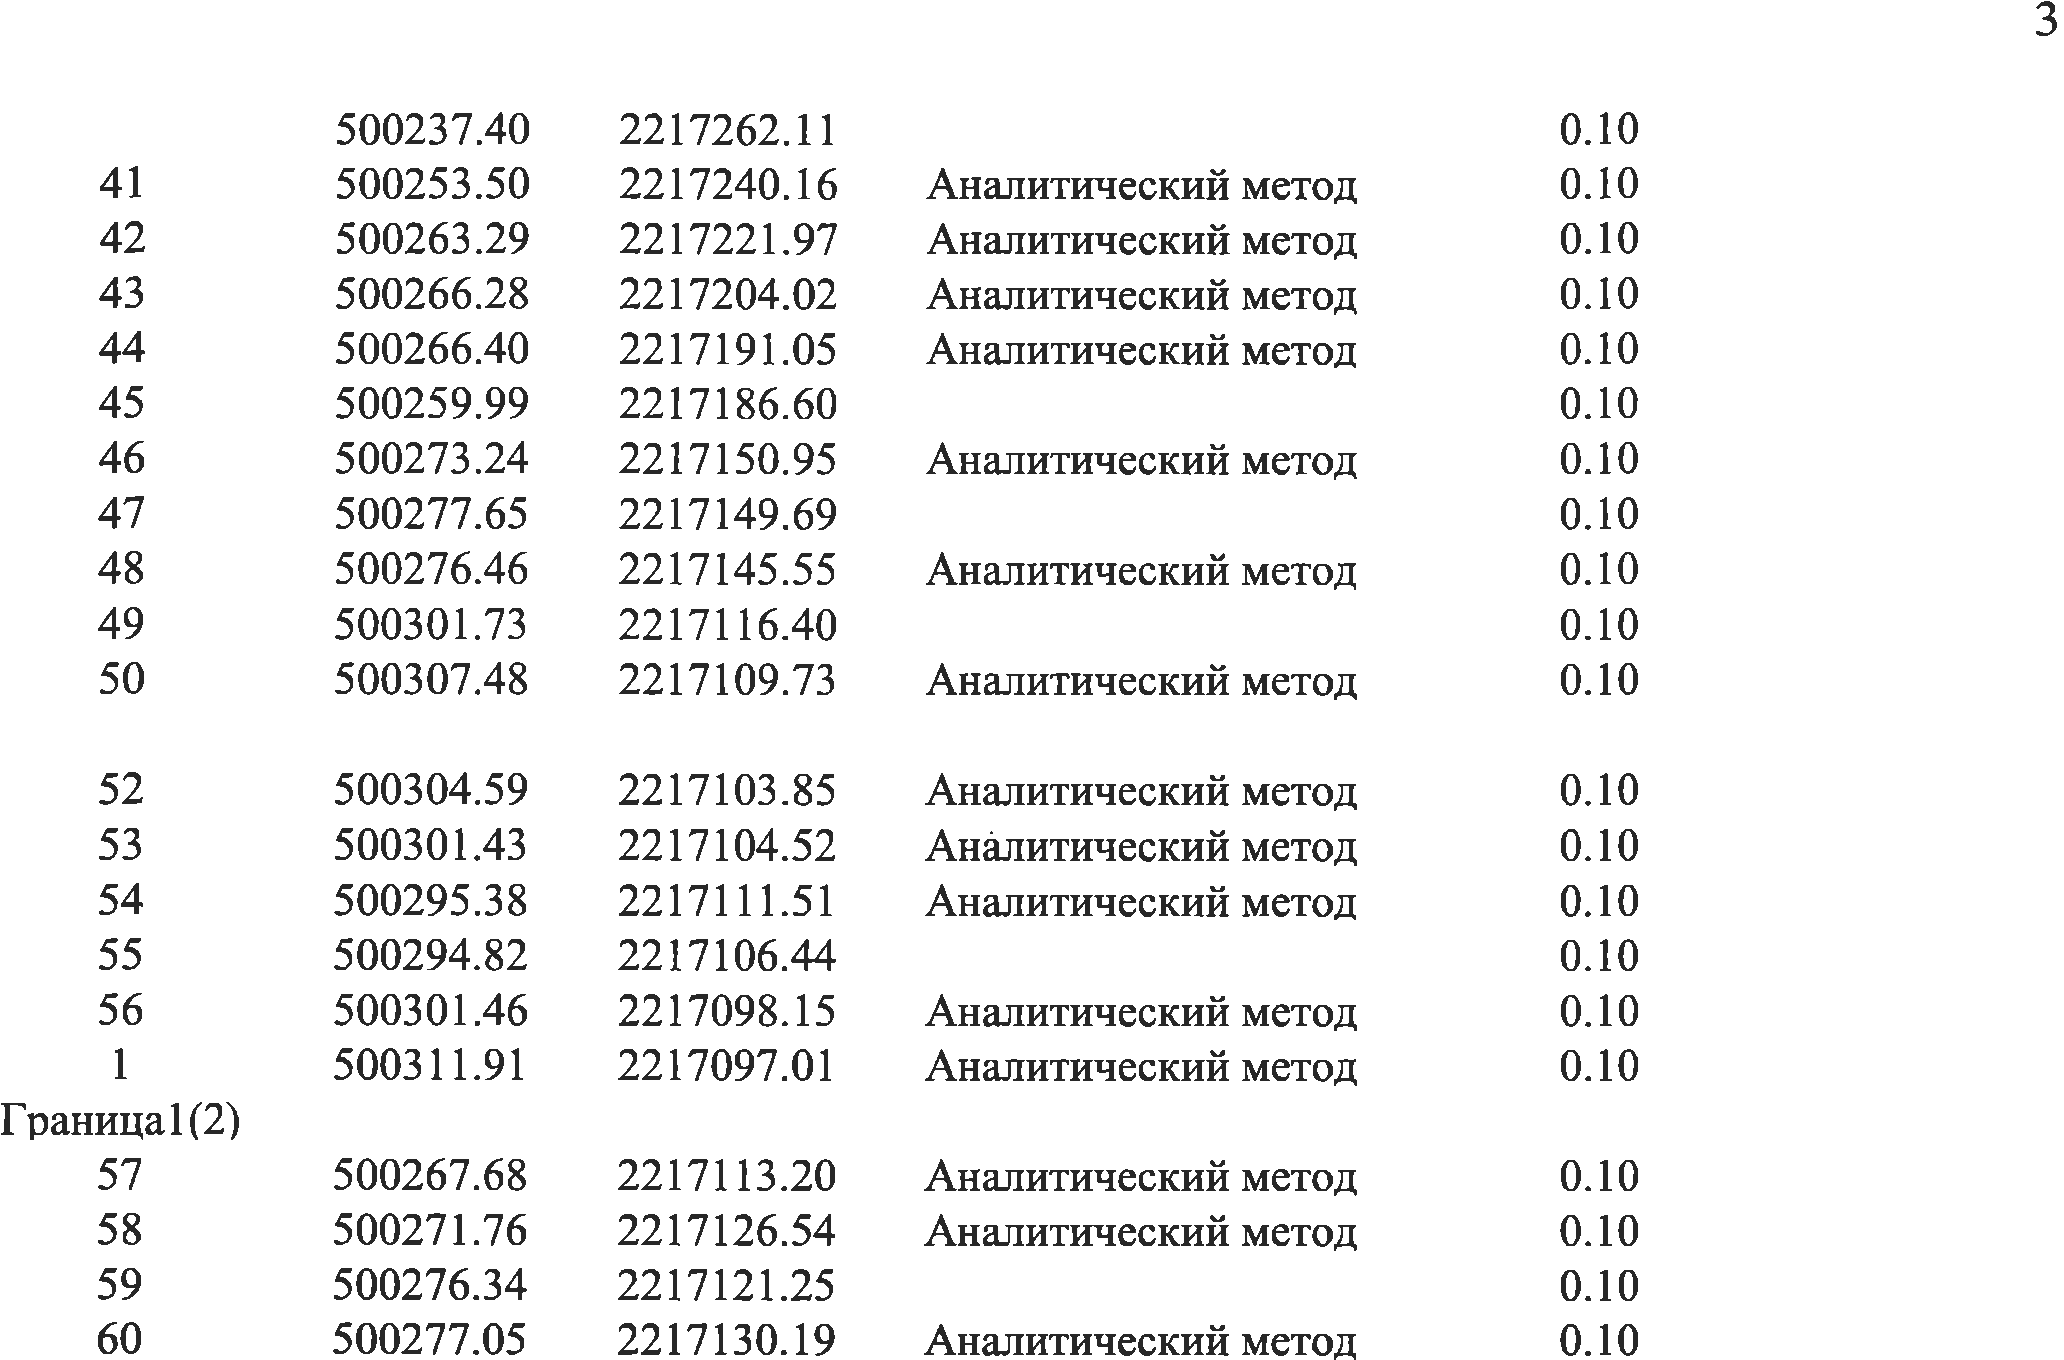 3
500237.40 2217262.11 0.10
41 500253.50 2217240.16 Аналитический метод 0.10
42 500263.29 2217221.97 Аналитический метод 0.10
43 500266.28 2217204.02 Аналитический метод 0.10
44 500266.40 2217191.05 Аналитический метод 0.10
45 500259.99 2217186.60 0.10
46 500273.24 2217150.95 Аналитический метод 0.10
47 500277.65 2217149.69 0.10
48 500276.46 2217145.55 Аналитический метод 0.10
49 500301.73 2217116.40 0.10
50 500307.48 2217109.73 Аналитический метод 0.10
52 500304.59 2217103.85 Аналитический метод 0.10
53 500301.43 2217104.52 Аналитический метод 0.10
54 500295.38 2217111.51 Аналитический метод 0.10
55 500294.82 2217106.44 0.10
56 500301.46 2217098.15 Аналитический метод 0.10
1 500311.91 2217097.01 Аналитический метод 0.10
Граница1(2)
57 500267.68 2217113.20 Аналитический метод 0.10
58 500271.76 2217126.54 Аналитический метод 0.10
59 500276.34 2217121.25 0.10
60 500277.05 2217130.19 Аналитический метод 0.10